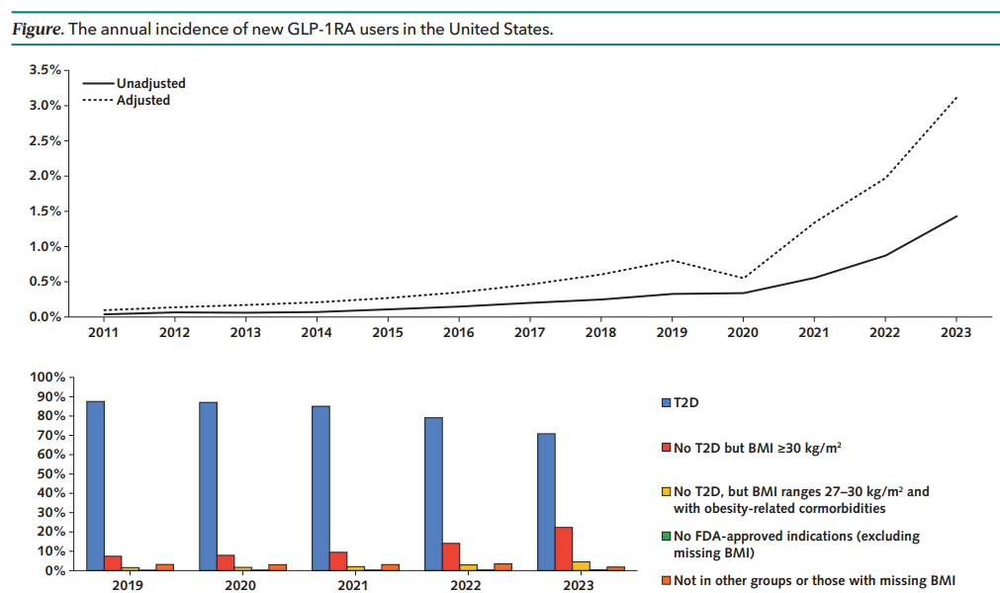 Figure. The annual incidence of new GLP-1RA users in the United States.
3.5%
Unadjusted
Adjusted
3.0%
2.5%
2.0%
1.5%
1.0%
0.5%
0.0%
2011 2012 2013 2014 2015 2016 2017 2018 2019 2020 2021 2022 2023
100%
90%
80%
70%
60%
50%
40%
30%
20%
10%
0%
2019 2020 2021 2022 2023
T2D
No T2D but BMI ≥30 kg/m²
No T2D, but BMI ranges 27–30 kg/m² and
with obesity-related cormorbidities
No FDA-approved indications (excluding
missing BMI)
Not in other groups or those with missing BMI